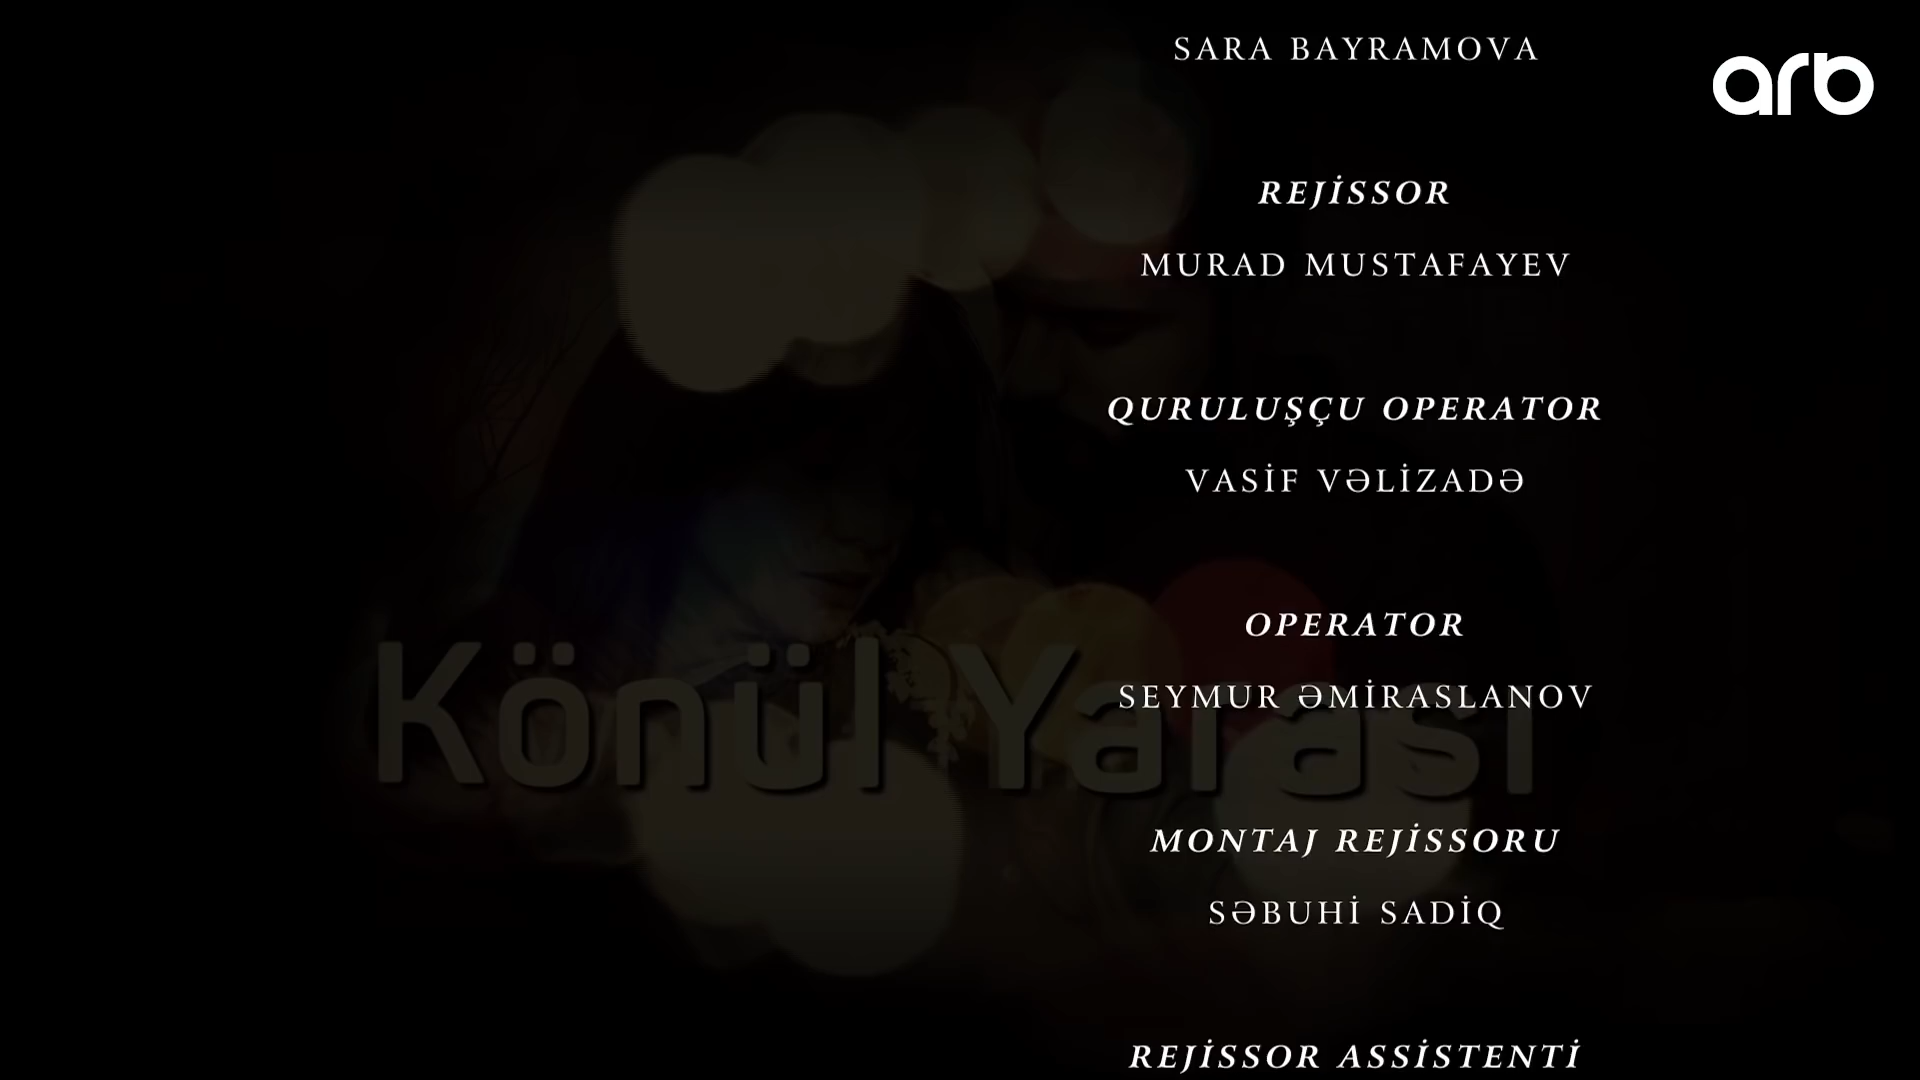 SARA BAYRAMOVA
arb
REJİSSOR
MURAD MUSTAFAYEV
QURULUŞÇU OPERATOR
VASİF VƏLİZADƏ
OPERATOR
SEYMUR ƏMİRASLANOV
Könül Yarası
MONTAJ REJİSSORU
SƏBUHİ SADİQ
REJİSSOR ASSİSTENTİ